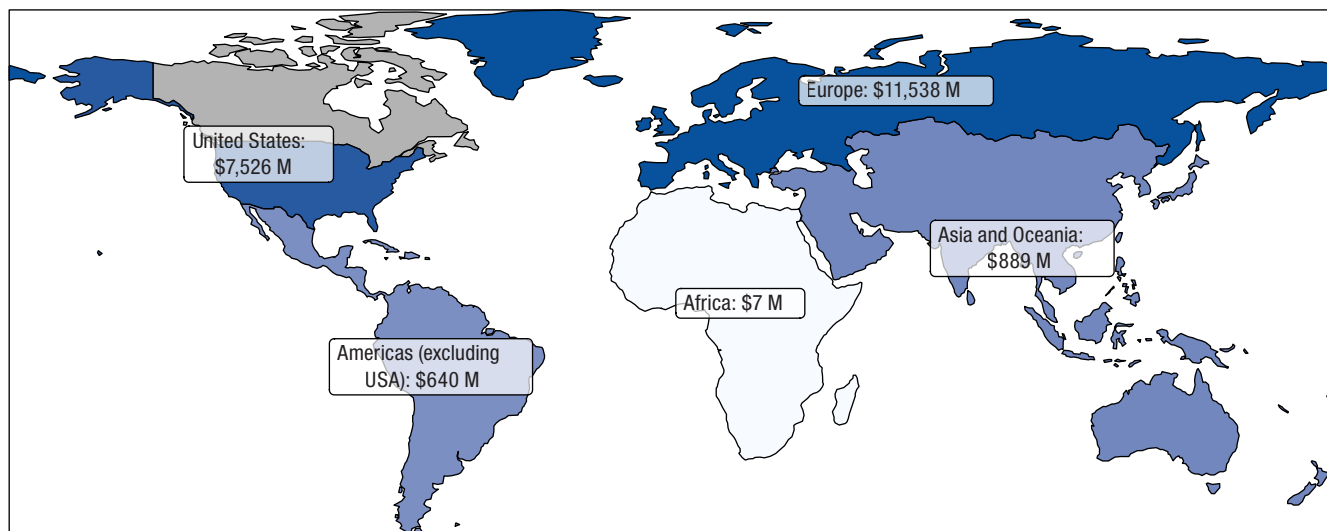 Europe: $11,538 M
United States:
$7,526 M
Asia and Oceania:
$889 M
Africa: $7 M
Americas (excluding
USA): $640 M